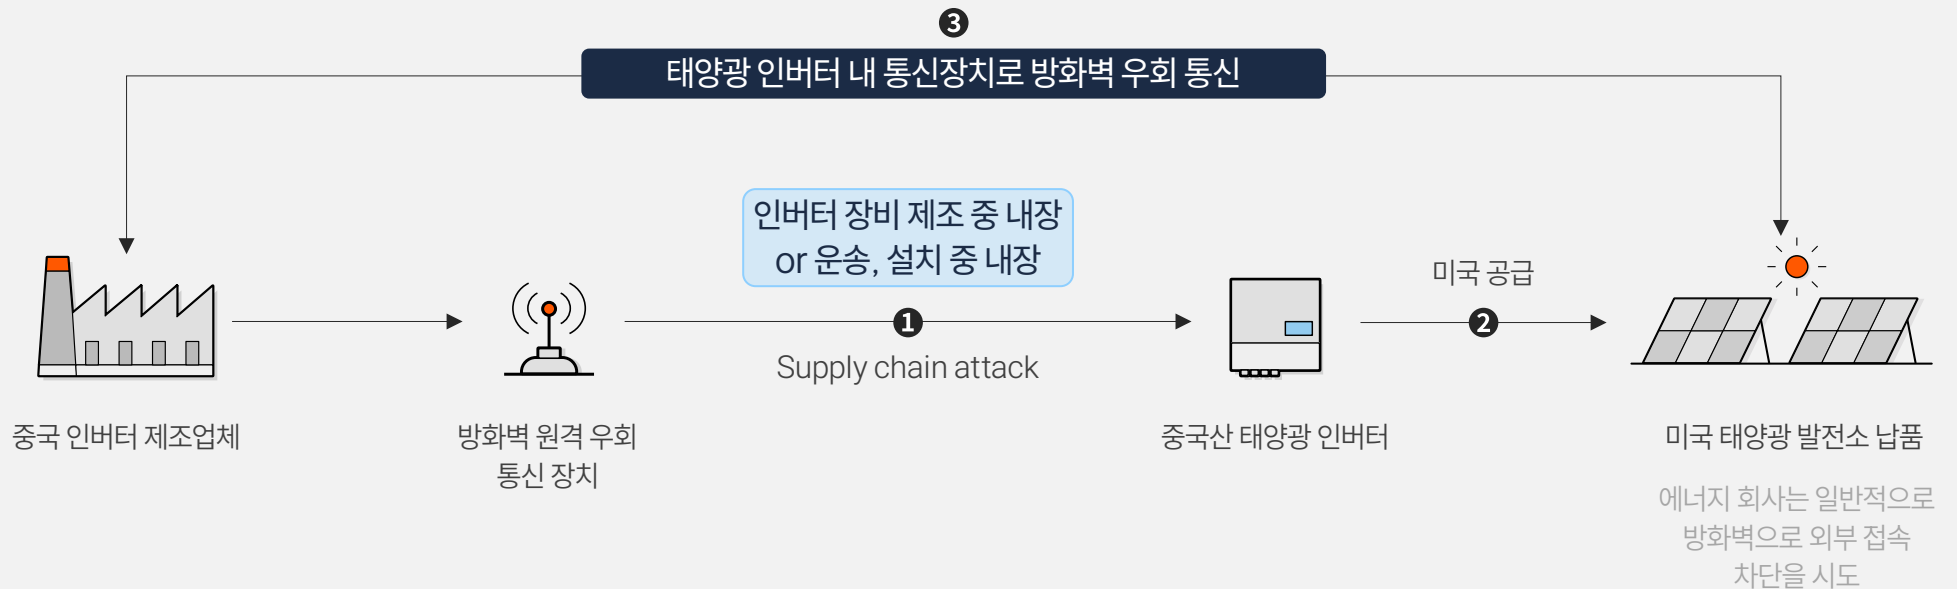 ❸
태양광 인버터 내 통신장치로 방화벽 우회 통신
인버터 장비 제조 중 내장
or 운송, 설치 중 내장
미국 공급
❶
❷
Supply chain attack
중국 인버터 제조업체
방화벽 원격 우회
통신 장치
중국산 태양광 인버터
미국 태양광 발전소 납품
에너지 회사는 일반적으로
방화벽으로 외부 접속
차단을 시도